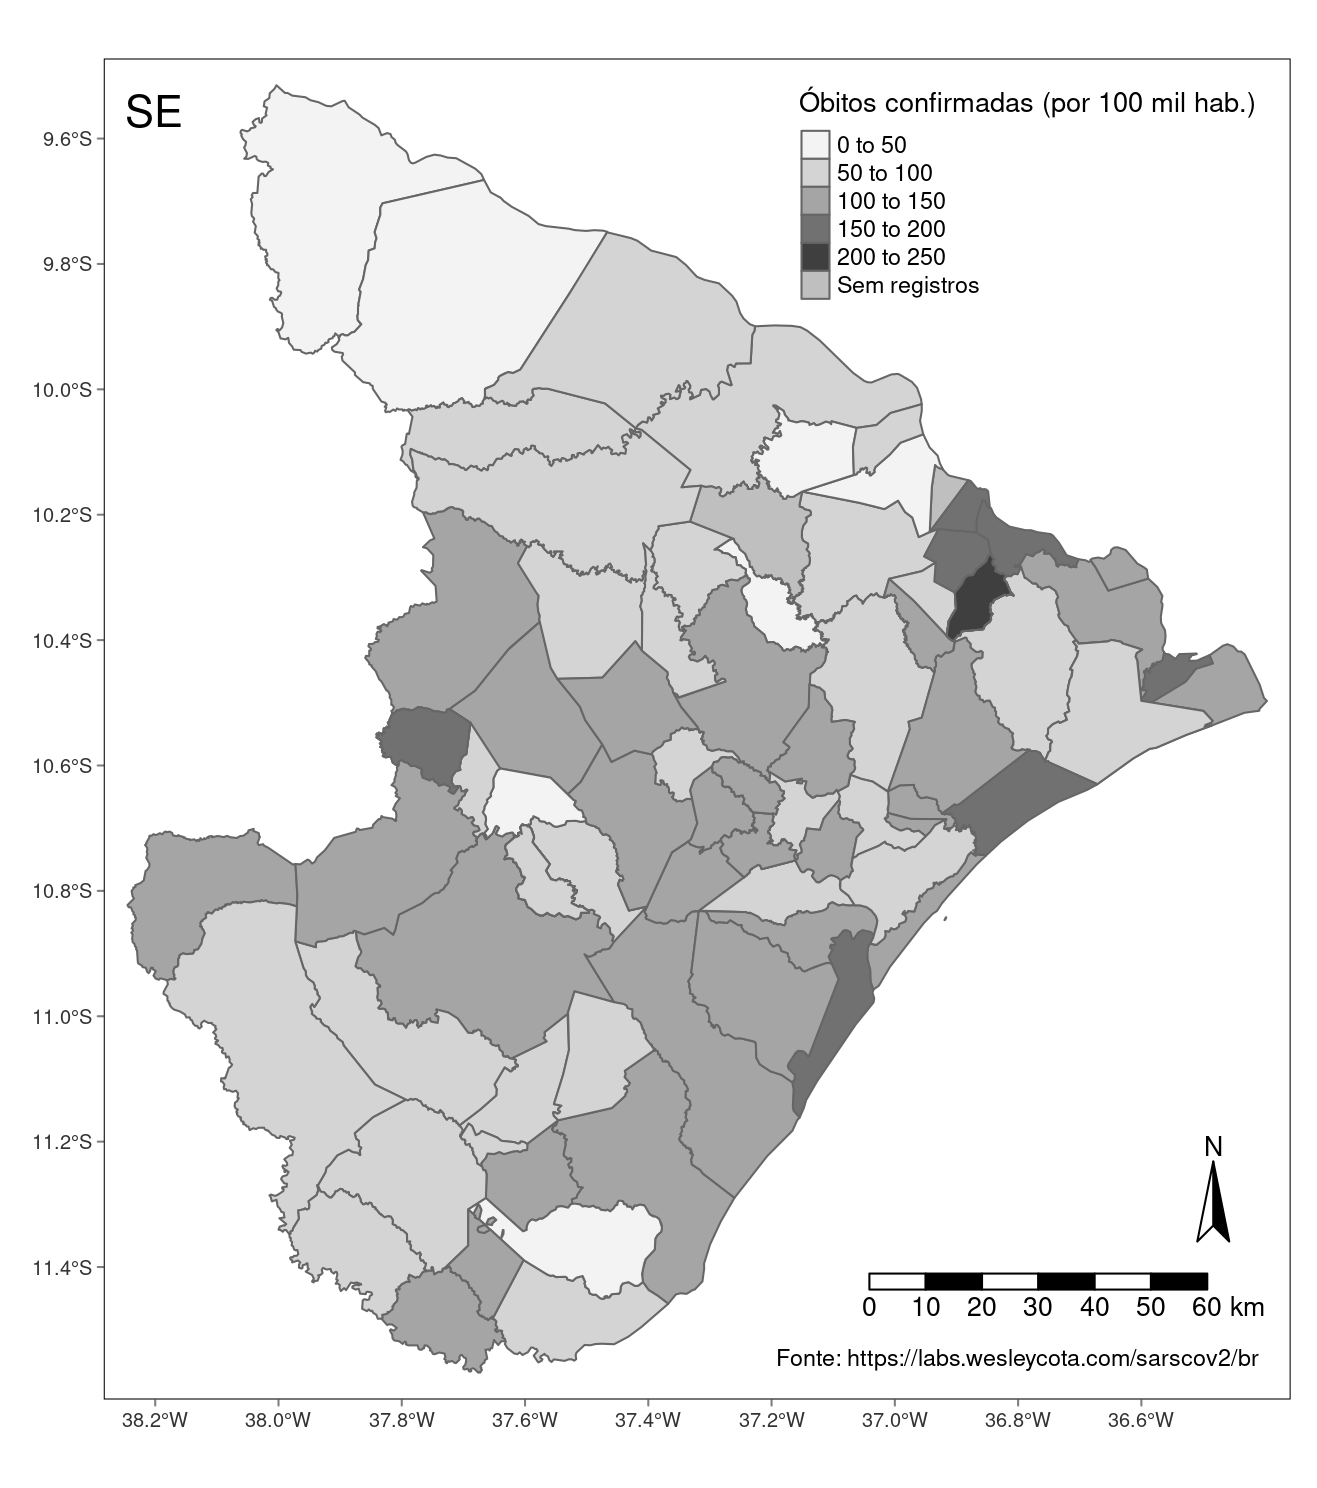 SE
Óbitos confirmadas (por 100 mil hab.)
0 to 50
50 to 100
100 to 150
150 to 200
200 to 250
Sem registros
9.6°S
9.8°S
10.0°S
10.2°S
10.4°S
10.6°S
10.8°S
11.0°S
11.2°S
11.4°S
N
0 10 20 30 40 50 60 km
Fonte: https://labs.wesleycota.com/sarscov2/br
38.2°W 38.0°W 37.8°W 37.6°W 37.4°W 37.2°W 37.0°W 36.8°W 36.6°W